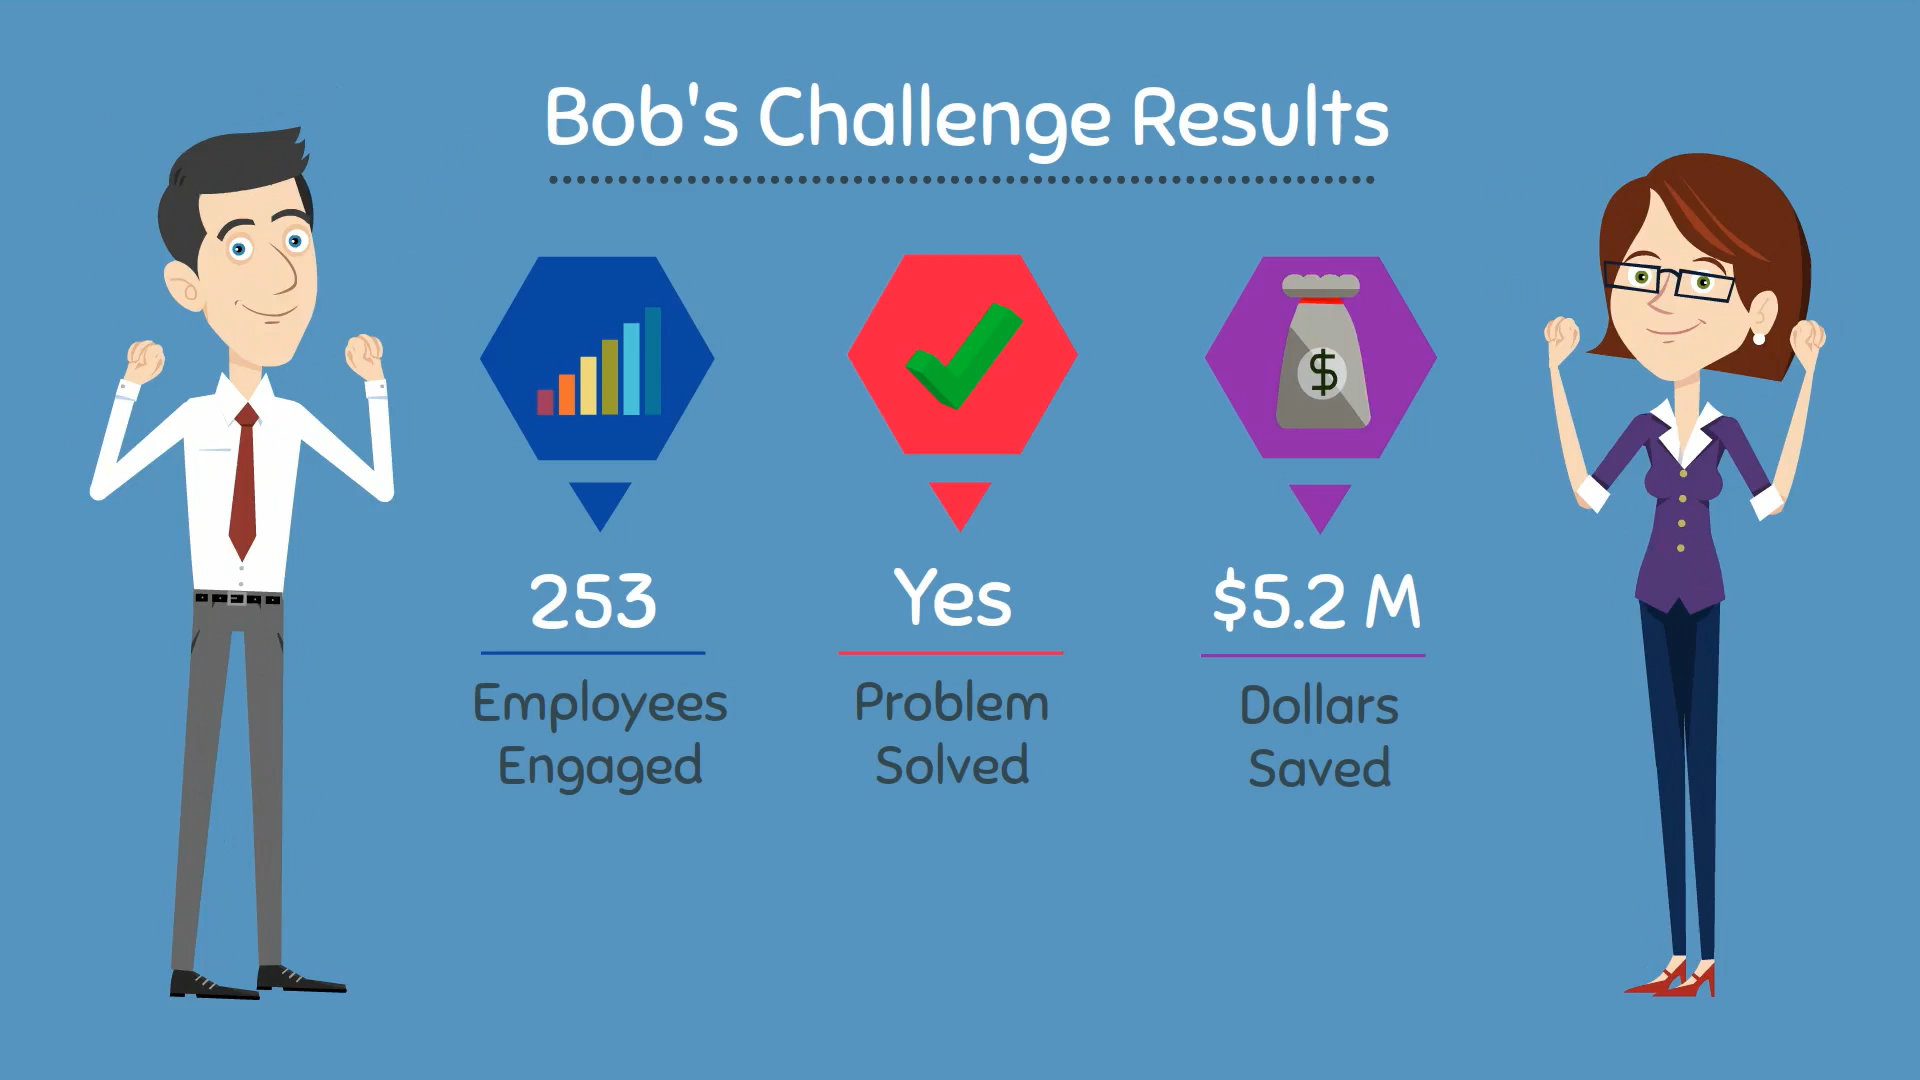 Bob's Challenge Results
$
253
Yes
$5.2 M
Employees
Engaged
Problem
Solved
Dollars
Saved